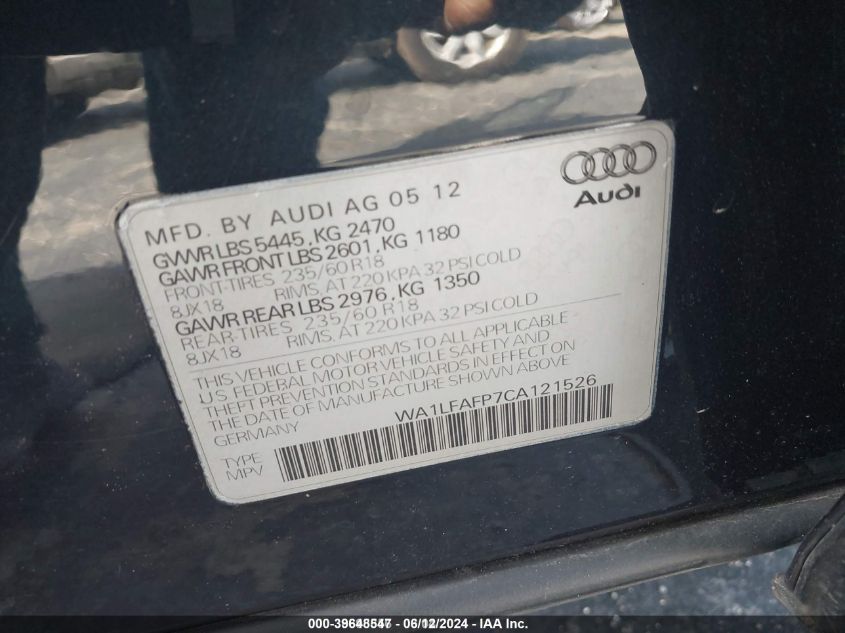 Audi
MFD. BY AUDI AG 05 12
GVWR LBS 5445, KG 2470
GAWR FRONT LBS 2601, KG 1180
FRONT-TIRES 235/60 R18
8JX18 RIMS, AT 220 KPA 32 PSI COLD
GAWR REAR LBS 2976, KG 1350
REAR-TIRES 235/60 R18
8JX18 RIMS, AT 220 KPA 32 PSI COLD
THIS VEHICLE CONFORMS TO ALL APPLICABLE
US FEDERAL MOTOR VEHICLE SAFETY AND
THEFT PREVENTION STANDARDS IN EFFECT ON
THE DATE OF MANUFACTURE SHOWN ABOVE
GERMANY WA1LFAFP7CA121526
TYPE
MPV
000-39648547 - 06/12/2024 - IAA Inc.